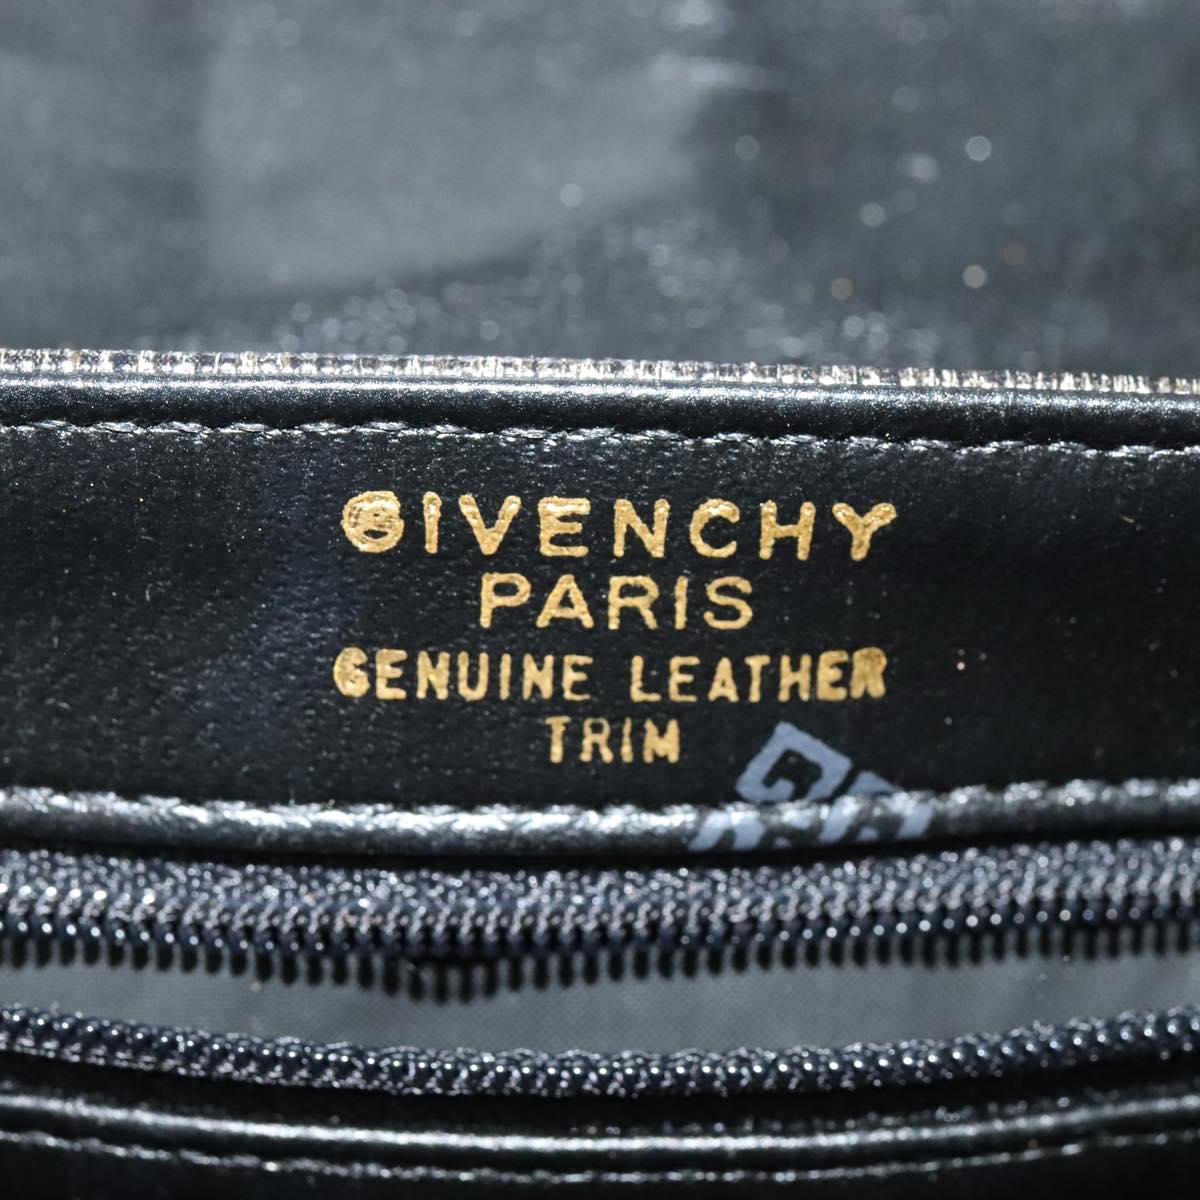 GIVENCHY
PARIS
GENUINE LEATHER
TRIM